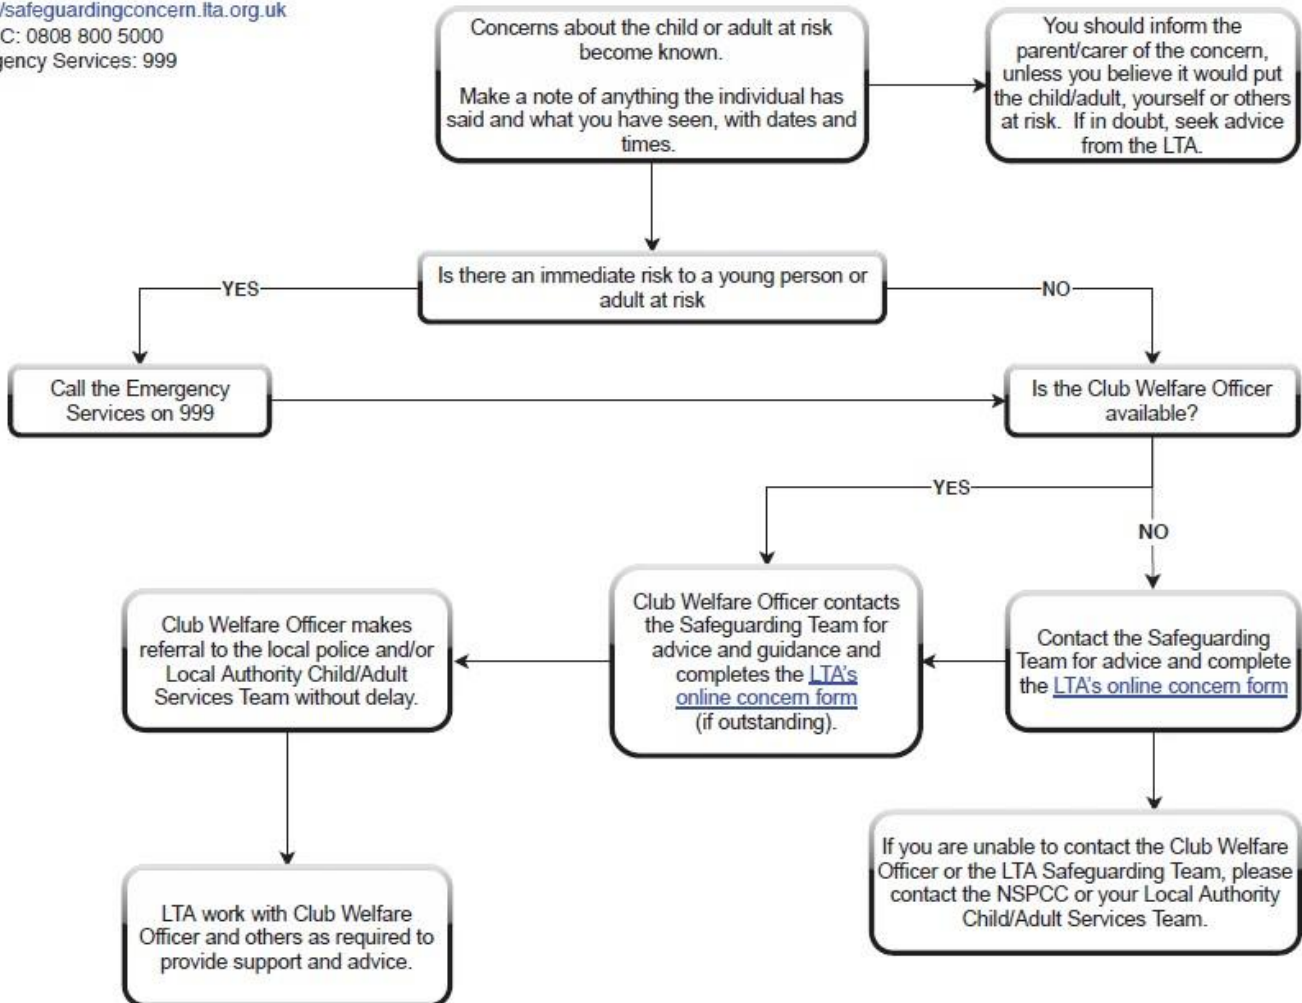 /safeguardingconcern.lta.org.uk
C: 0808 800 5000
gency Services: 999
Concerns about the child or adult at risk
become known.
Make a note of anything the individual has
said and what you have seen, with dates and
times.
You should inform the
parent/carer of the concern,
unless you believe it would put
the child/adult, yourself or others
at risk. If in doubt, seek advice
from the LTA.
Is there an immediate risk to a young person or
adult at risk
YES
NO
Call the Emergency
Services on 999
Is the Club Welfare Officer
available?
YES
NO
Club Welfare Officer makes
referral to the local police and/or
Local Authority Child/Adult
Services Team without delay.
Club Welfare Officer contacts
the Safeguarding Team for
advice and guidance and
completes the LTA's
online concern form
(if outstanding).
Contact the Safeguarding
Team for advice and complete
the LTA's online concern form
If you are unable to contact the Club Welfare
Officer or the LTA Safeguarding Team, please
contact the NSPCC or your Local Authority
Child/Adult Services Team.
LTA work with Club Welfare
Officer and others as required to
provide support and advice.